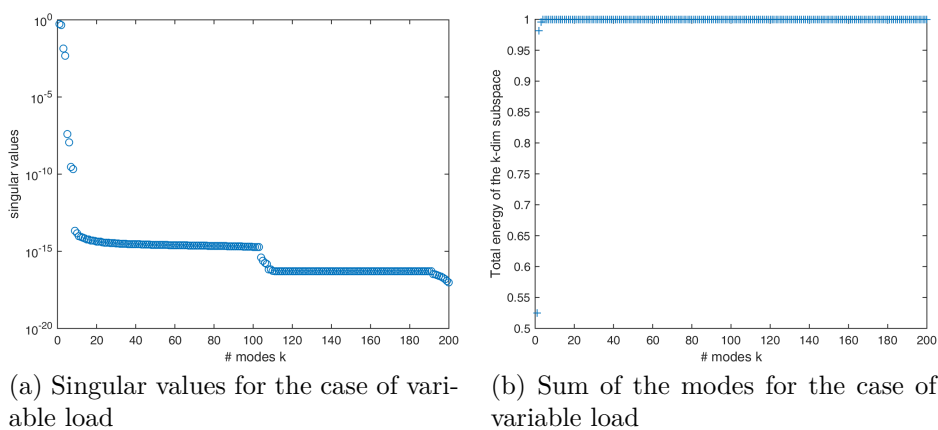 10^0
10^-5
10^-10
10^-15
10^-20
singular values
0 20 40 60 80 100 120 140 160 180 200
# modes k
1
0.95
0.9
0.85
0.8
0.75
0.7
0.65
0.6
0.55
0.5
Total energy of the k-dim subspace
0 20 40 60 80 100 120 140 160 180 200
# modes k
(a) Singular values for the case of vari-
able load
(b) Sum of the modes for the case of
variable load